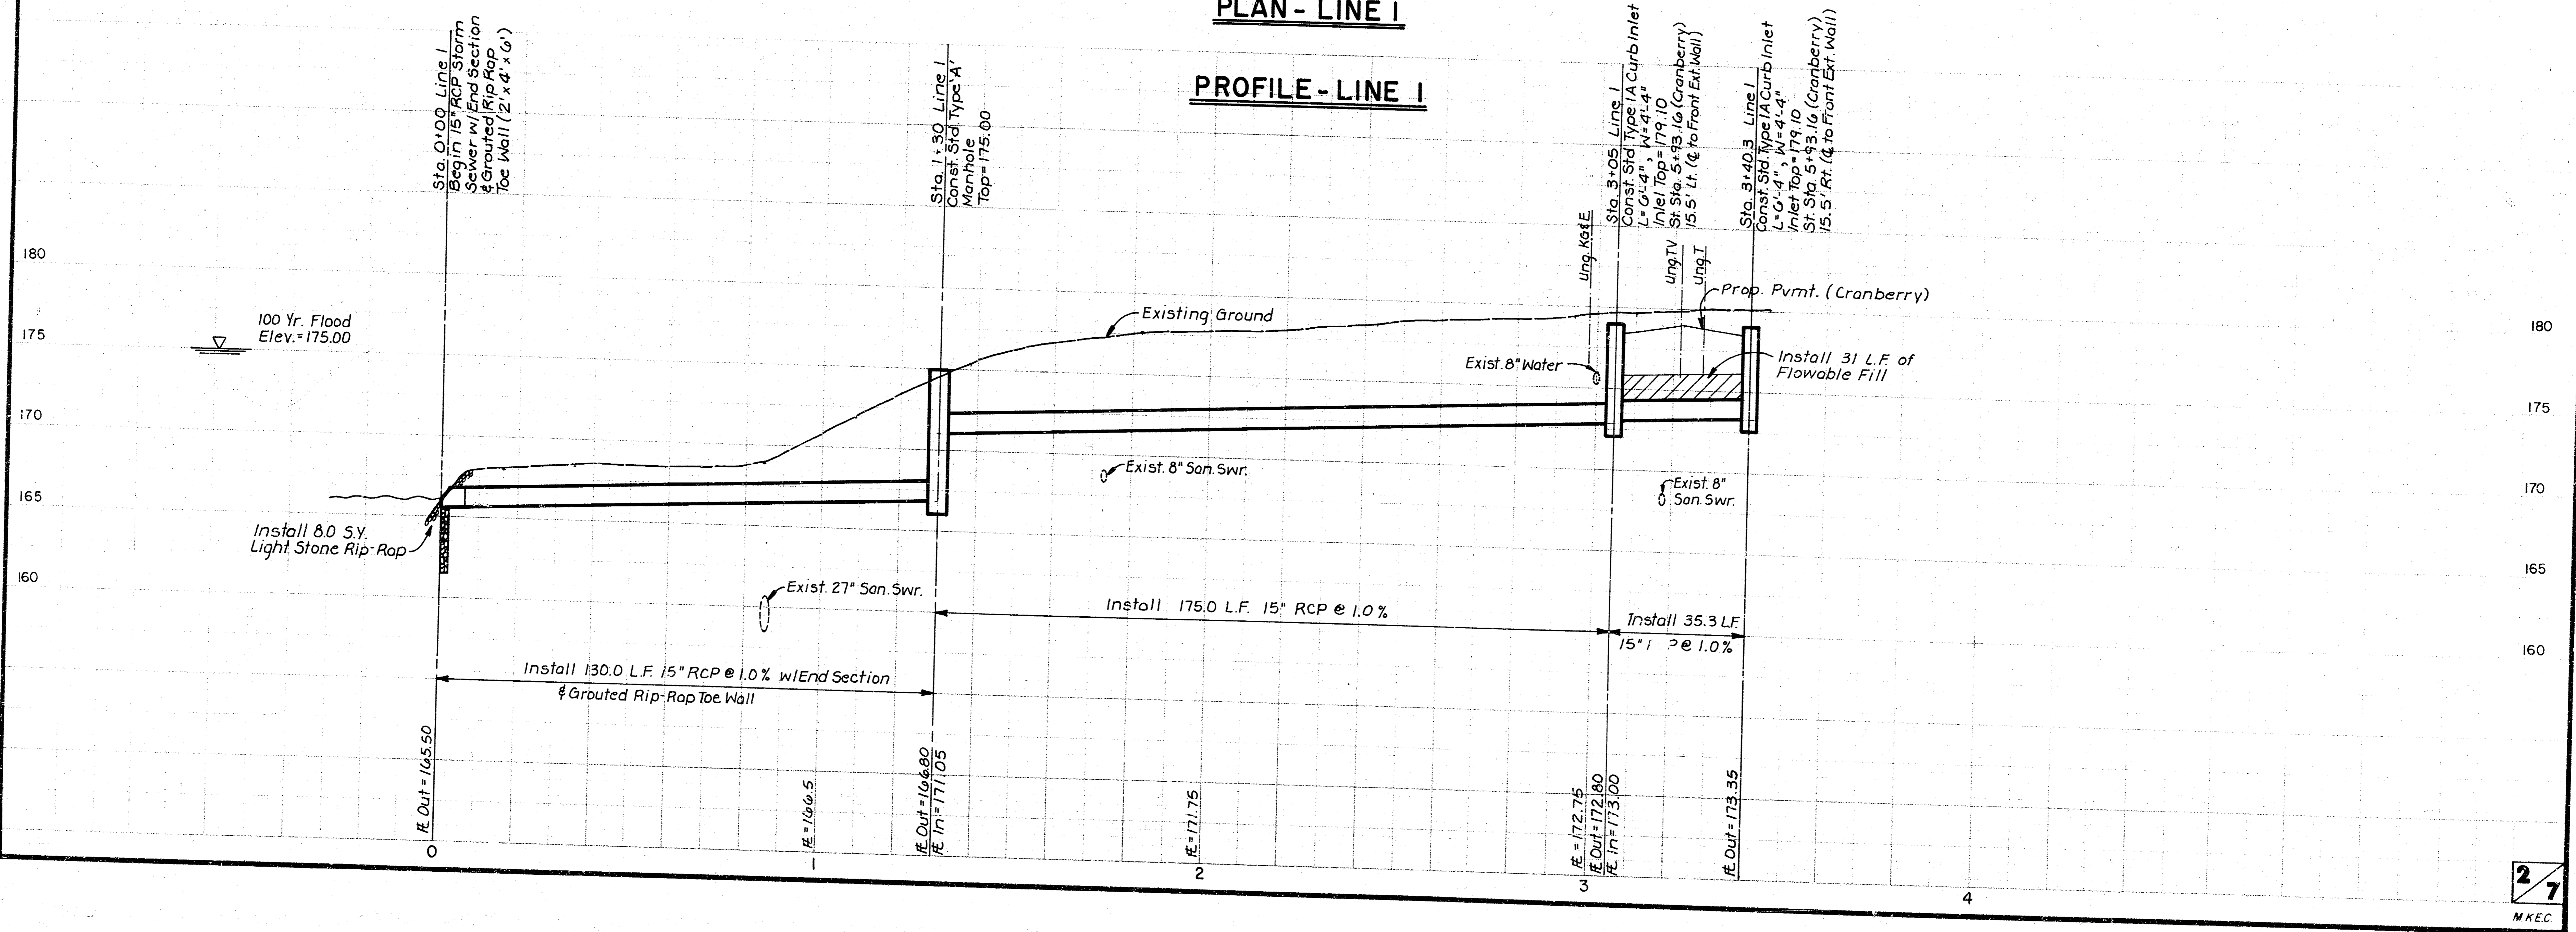 PLAN - LINE 1
PROFILE - LINE 1
Sta. 0+00 Line 1
Begin 15" RCP Storm
Sewer w/ End Section
& Grouted Rip Rap
Toe Wall (2' x 4' x 6')
Sta. 1+30 Line 1
Const. Std. Type 'A'
Manhole
Top = 175.00
Ung. KG&E
Sta. 3+05 Line 1
Const. Std. Type 1A Curb Inlet
L = 6'-4", W = 4'-4"
Inlet Top = 179.10
St. Sta. 5+93.16 (Cranberry)
15.5' Lt. (℄ to Front Ext. Wall)
Ung. TV
Ung. T
Sta. 3+40.3 Line 1
Const. Std. Type 1A Curb Inlet
L = 6'-4", W = 4'-4"
Inlet Top = 179.10
St. Sta. 5+93.16 (Cranberry)
15.5' Rt. (℄ to Front Ext. Wall)
180
175
170
165
160
100 Yr. Flood
Elev. = 175.00
Existing Ground
Prop. Pvmt. (Cranberry)
Exist. 8" Water
Install 31 L.F. of
Flowable Fill
180
175
170
165
160
Exist. 8" San. Swr.
Exist. 8"
San. Swr.
Install 8.0 S.Y.
Light Stone Rip-Rap
Exist. 27" San. Swr.
Install 175.0 L.F. 15" RCP @ 1.0%
Install 35.3 L.F.
15" @ 1.0%
Install 130.0 L.F. 15" RCP @ 1.0% w/ End Section
& Grouted Rip-Rap Toe Wall
FL Out = 165.50
FL = 166.5
FL Out = 166.80
FL In = 171.05
FL = 171.75
FL = 172.75
FL Out = 172.80
FL In = 173.00
FL Out = 173.35
0
1
2
3
4
2/7
M.K.E.C.